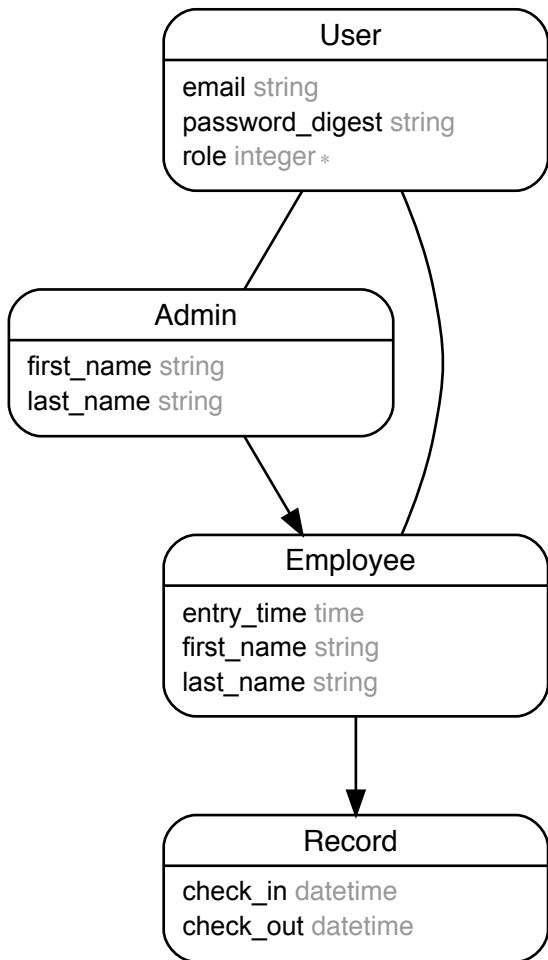 User
email string
password_digest string
role integer *
Admin
first_name string
last_name string
Employee
entry_time time
first_name string
last_name string
Record
check_in datetime
check_out datetime